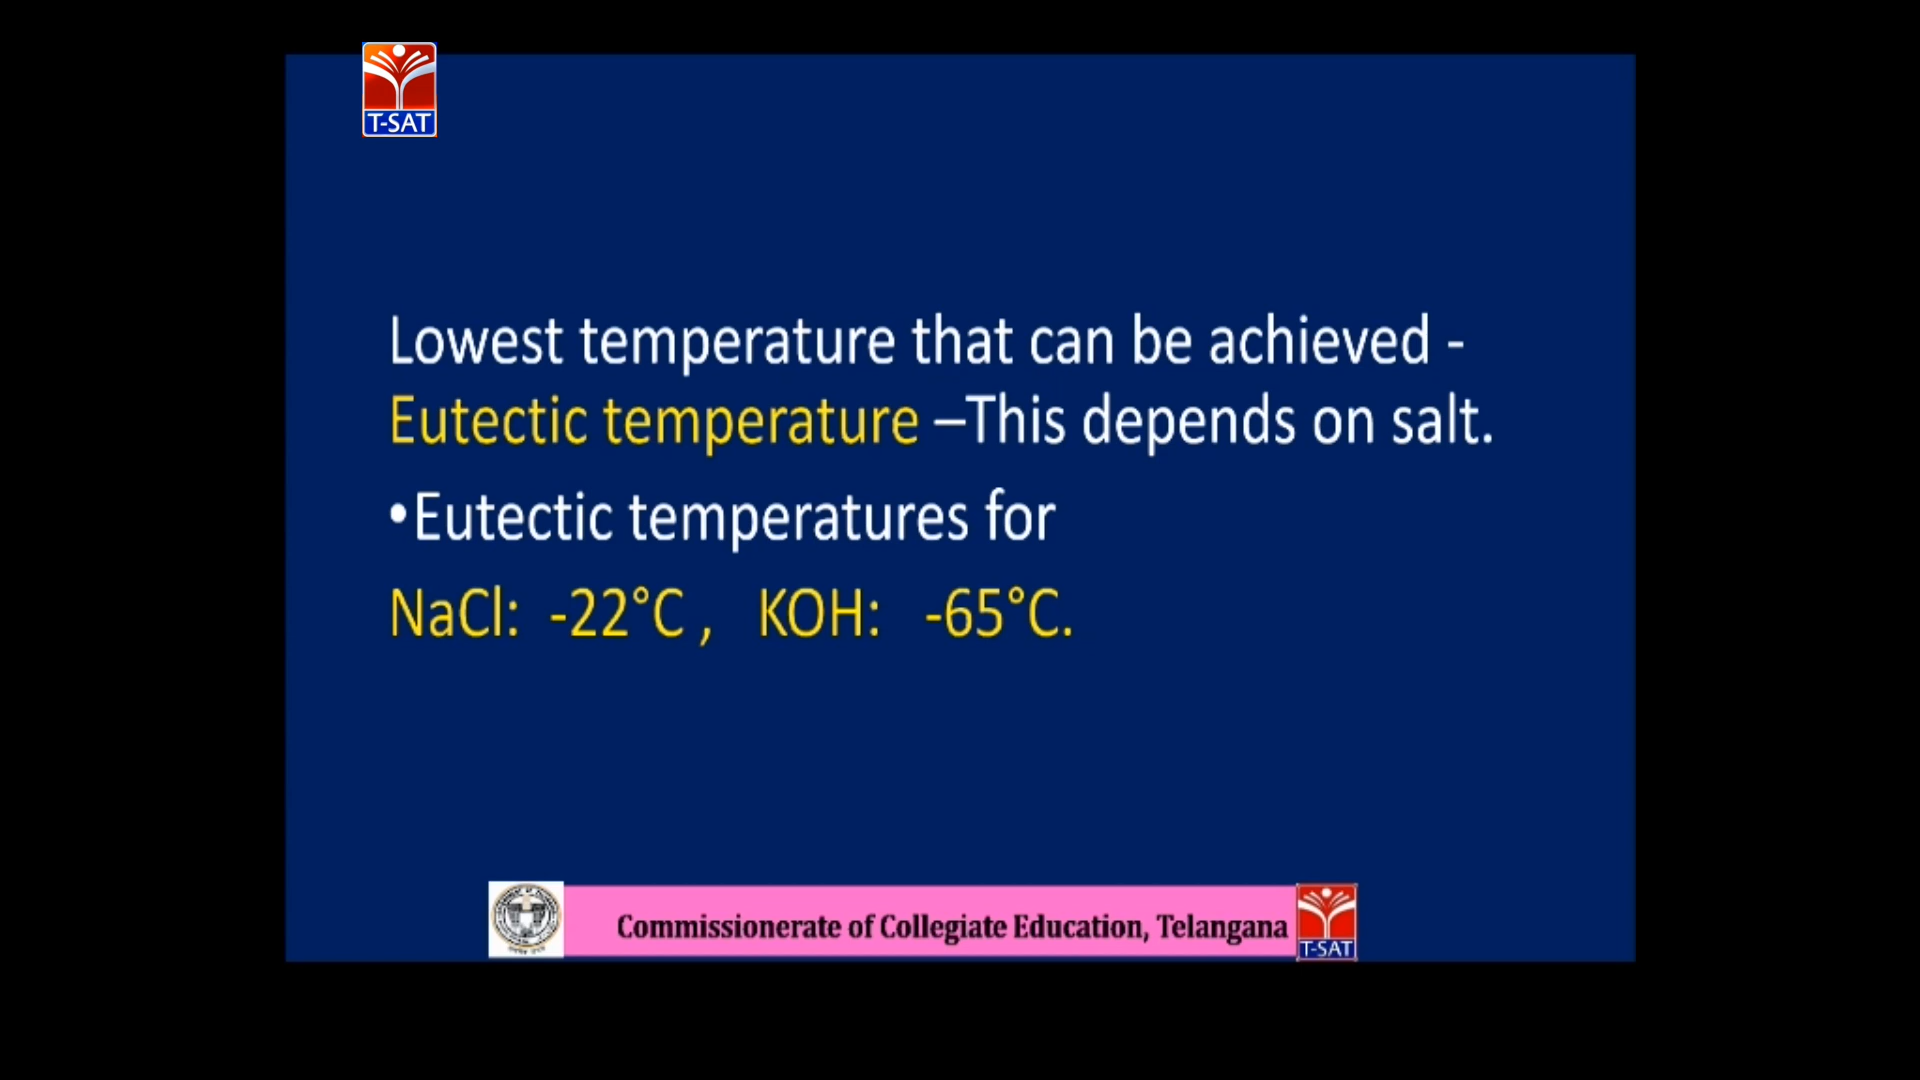 T-SAT
Lowest temperature that can be achieved -
Eutectic temperature –This depends on salt.
•Eutectic temperatures for
NaCl: -22°C , KOH: -65°C.
Commissionerate of Collegiate Education, Telangana
T-SAT